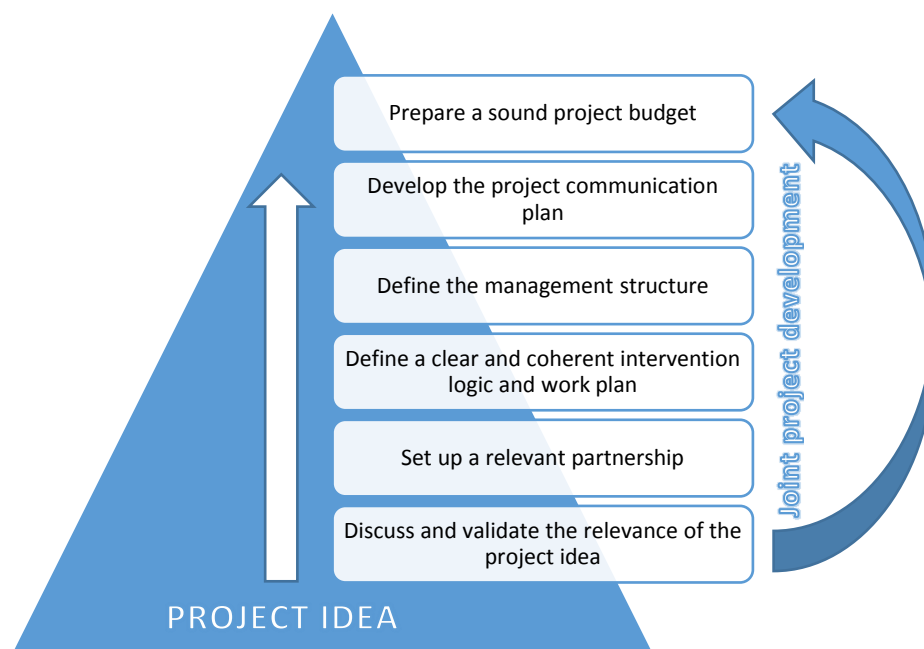 Prepare a sound project budget
Develop the project communication
plan
Define the management structure
Define a clear and coherent intervention
logic and work plan
Set up a relevant partnership
Discuss and validate the relevance of the
project idea
PROJECT IDEA
Joint project development